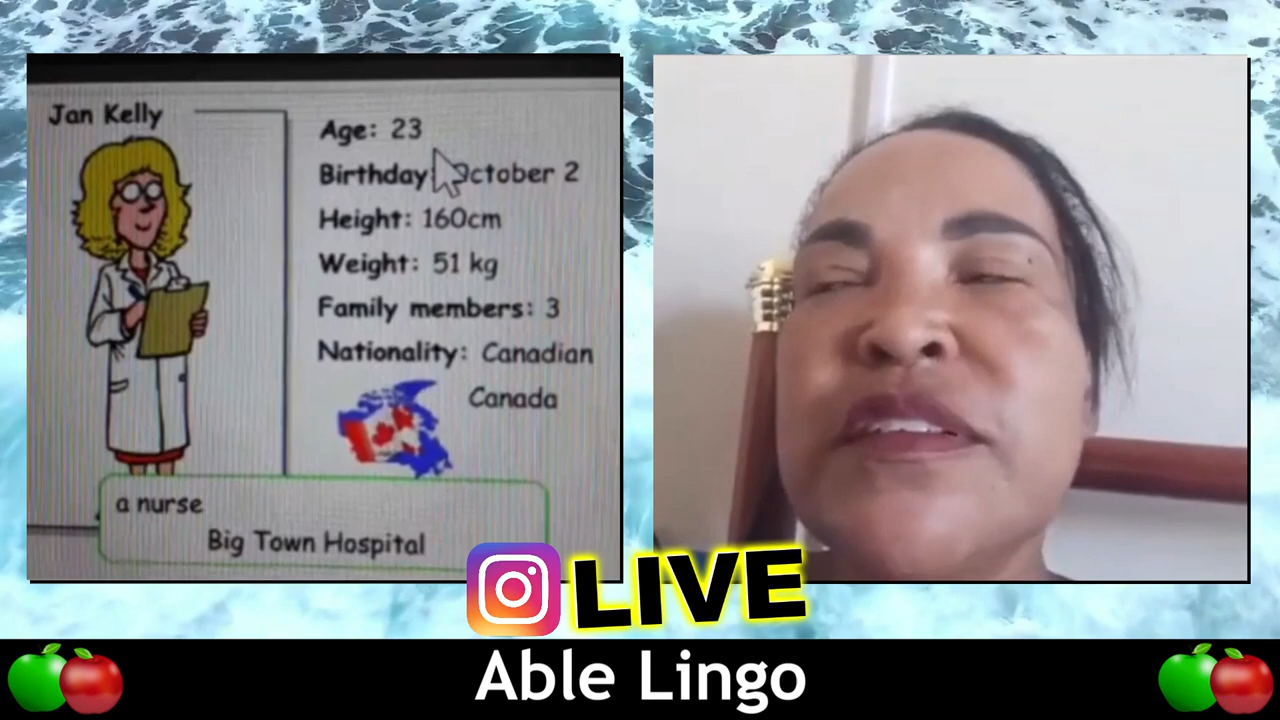 Jan Kelly
Age: 23
Birthday: October 2
Height: 160cm
Weight: 51 kg
Family members: 3
Nationality: Canadian
Canada
a nurse
Big Town Hospital
LIVE
Able Lingo